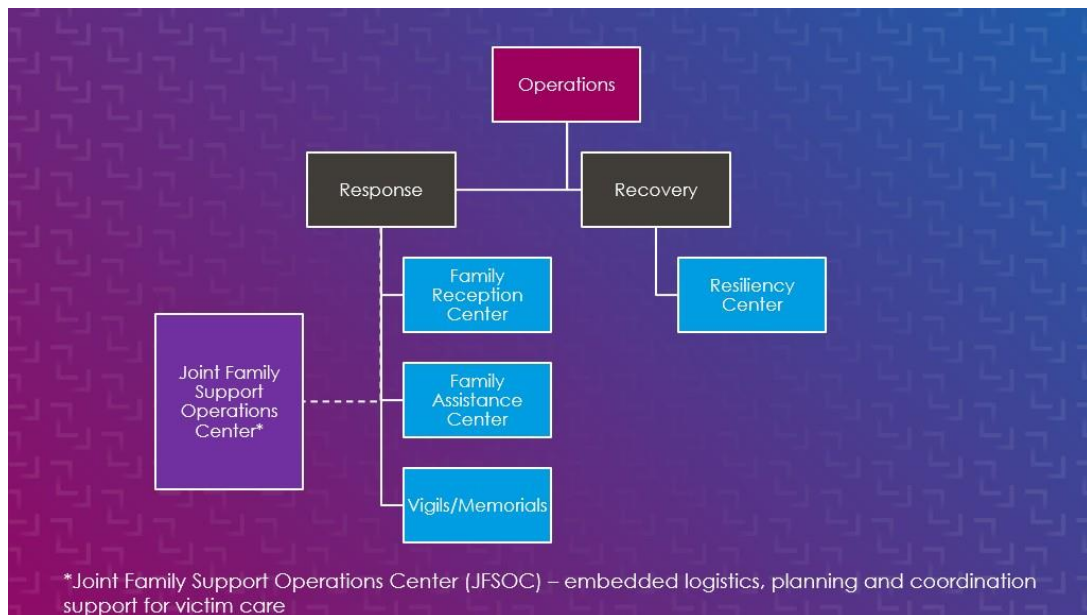 Operations
Response
Recovery
Family
Reception
Center
Resiliency
Center
Joint Family
Support
Operations
Center*
Family
Assistance
Center
Vigils/Memorials
*Joint Family Support Operations Center (JFSOC) – embedded logistics, planning and coordination
support for victim care